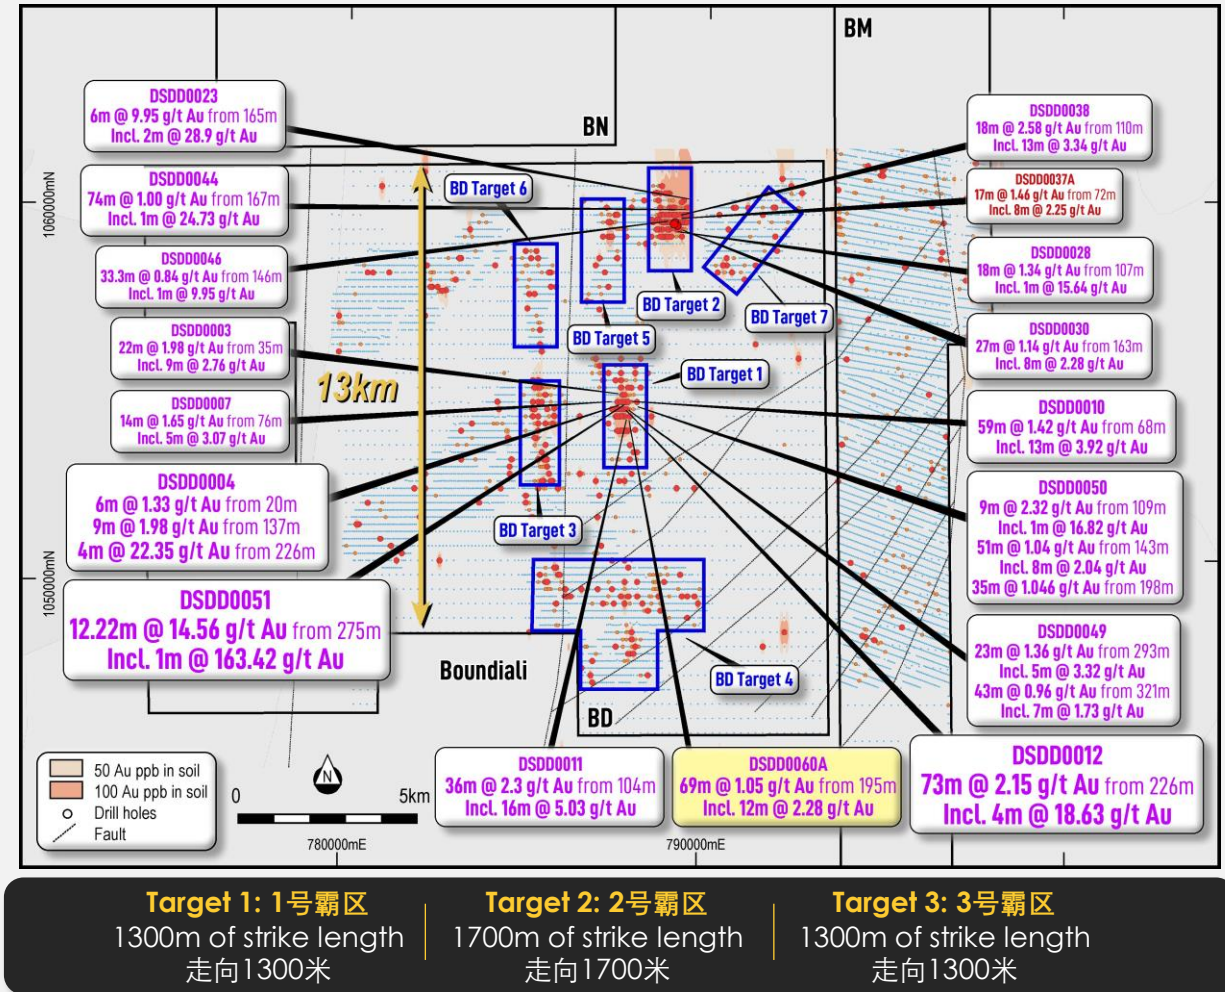 BM
BN
DSDD0023
6m @ 9.95 g/t Au from 165m
Incl. 2m @ 28.9 g/t Au
DSDD0044
74m @ 1.00 g/t Au from 167m
Incl. 1m @ 24.73 g/t Au
DSDD0046
33.3m @ 0.84 g/t Au from 146m
Incl. 1m @ 9.95 g/t Au
DSDD0003
22m @ 1.98 g/t Au from 35m
Incl. 9m @ 2.76 g/t Au
DSDD0007
14m @ 1.65 g/t Au from 76m
Incl. 5m @ 3.07 g/t Au
DSDD0004
6m @ 1.33 g/t Au from 20m
9m @ 1.98 g/t Au from 137m
4m @ 22.35 g/t Au from 226m
DSDD0051
12.22m @ 14.56 g/t Au from 275m
Incl. 1m @ 163.42 g/t Au
1060000mN
1050000mN
13km
BD Target 6
BD Target 2
BD Target 7
BD Target 5
BD Target 1
BD Target 3
BD Target 4
Boundiali
BD
DSDD0038
18m @ 2.58 g/t Au from 110m
Incl. 13m @ 3.34 g/t Au
DSDD0037A
17m @ 1.46 g/t Au from 72m
Incl. 8m @ 2.25 g/t Au
DSDD0028
18m @ 1.34 g/t Au from 107m
Incl. 1m @ 15.64 g/t Au
DSDD0030
27m @ 1.14 g/t Au from 163m
Incl. 8m @ 2.28 g/t Au
DSDD0010
59m @ 1.42 g/t Au from 68m
Incl. 13m @ 3.92 g/t Au
DSDD0050
9m @ 2.32 g/t Au from 109m
Incl. 1m @ 16.82 g/t Au
51m @ 1.04 g/t Au from 143m
Incl. 8m @ 2.04 g/t Au
35m @ 1.046 g/t Au from 198m
DSDD0049
23m @ 1.36 g/t Au from 293m
Incl. 5m @ 3.32 g/t Au
43m @ 0.96 g/t Au from 321m
Incl. 7m @ 1.73 g/t Au
DSDD0012
73m @ 2.15 g/t Au from 226m
Incl. 4m @ 18.63 g/t Au
DSDD0011
36m @ 2.3 g/t Au from 104m
Incl. 16m @ 5.03 g/t Au
DSDD0060A
69m @ 1.05 g/t Au from 195m
Incl. 12m @ 2.28 g/t Au
50 Au ppb in soil
100 Au ppb in soil
Drill holes
Fault
N
0 5km
780000mE
790000mE
Target 1: 1号霸区
1300m of strike length
走向1300米
Target 2: 2号霸区
1700m of strike length
走向1700米
Target 3: 3号霸区
1300m of strike length
走向1300米